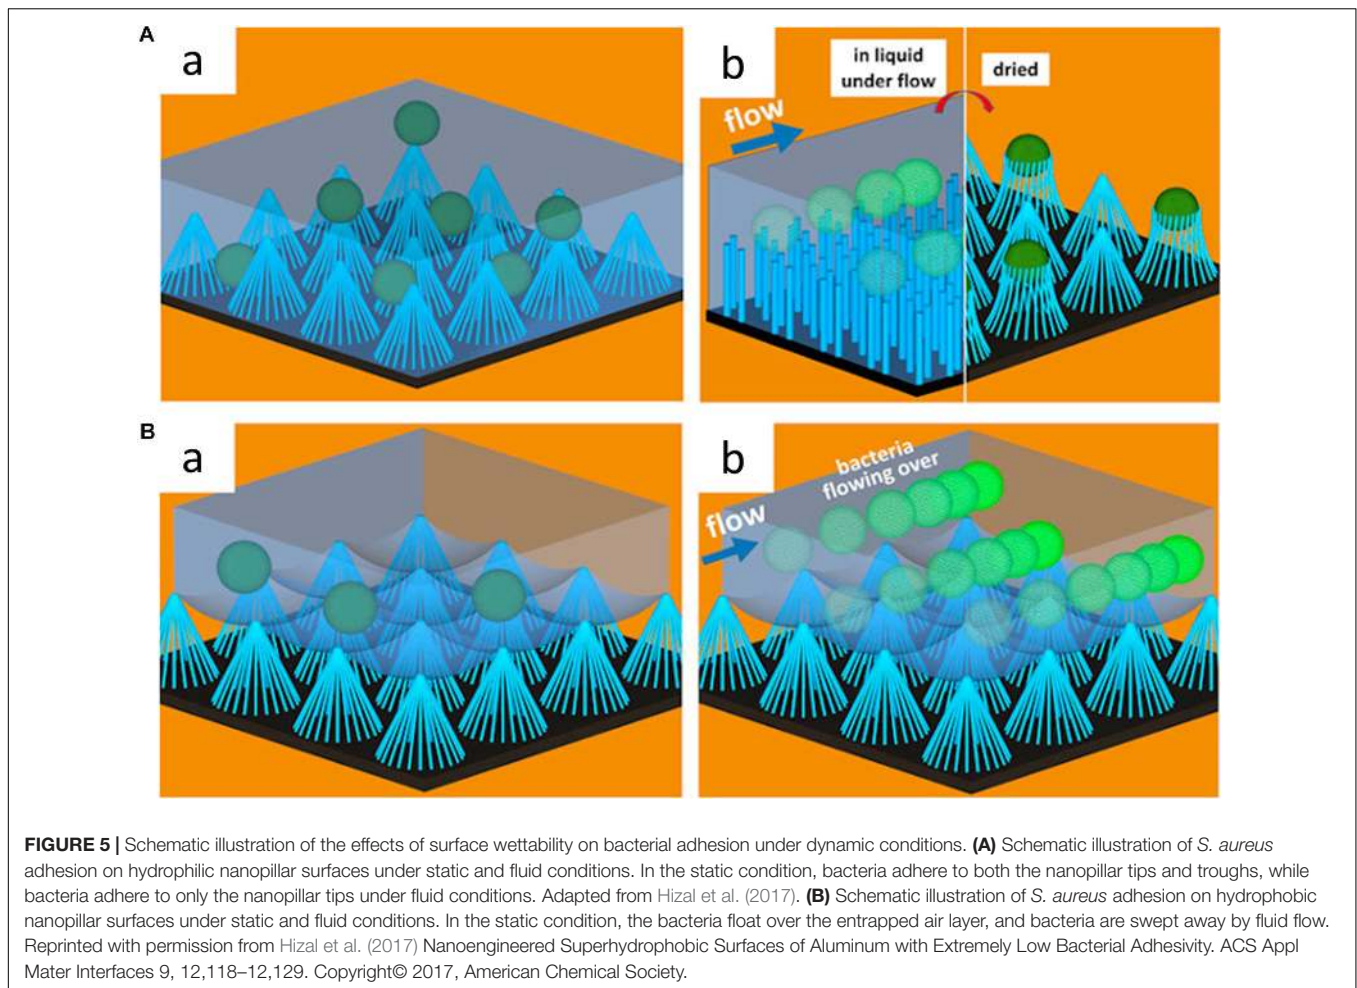 A
a
b
in liquid
under flow
dried
flow
B
a
b
bacteria
flowing over
flow
FIGURE 5 | Schematic illustration of the effects of surface wettability on bacterial adhesion under dynamic conditions. (A) Schematic illustration of S. aureus
adhesion on hydrophilic nanopillar surfaces under static and fluid conditions. In the static condition, bacteria adhere to both the nanopillar tips and troughs, while
bacteria adhere to only the nanopillar tips under fluid conditions. Adapted from Hizal et al. (2017). (B) Schematic illustration of S. aureus adhesion on hydrophobic
nanopillar surfaces under static and fluid conditions. In the static condition, the bacteria float over the entrapped air layer, and bacteria are swept away by fluid flow.
Reprinted with permission from Hizal et al. (2017) Nanoengineered Superhydrophobic Surfaces of Aluminum with Extremely Low Bacterial Adhesivity. ACS Appl
Mater Interfaces 9, 12,118–12,129. Copyright© 2017, American Chemical Society.